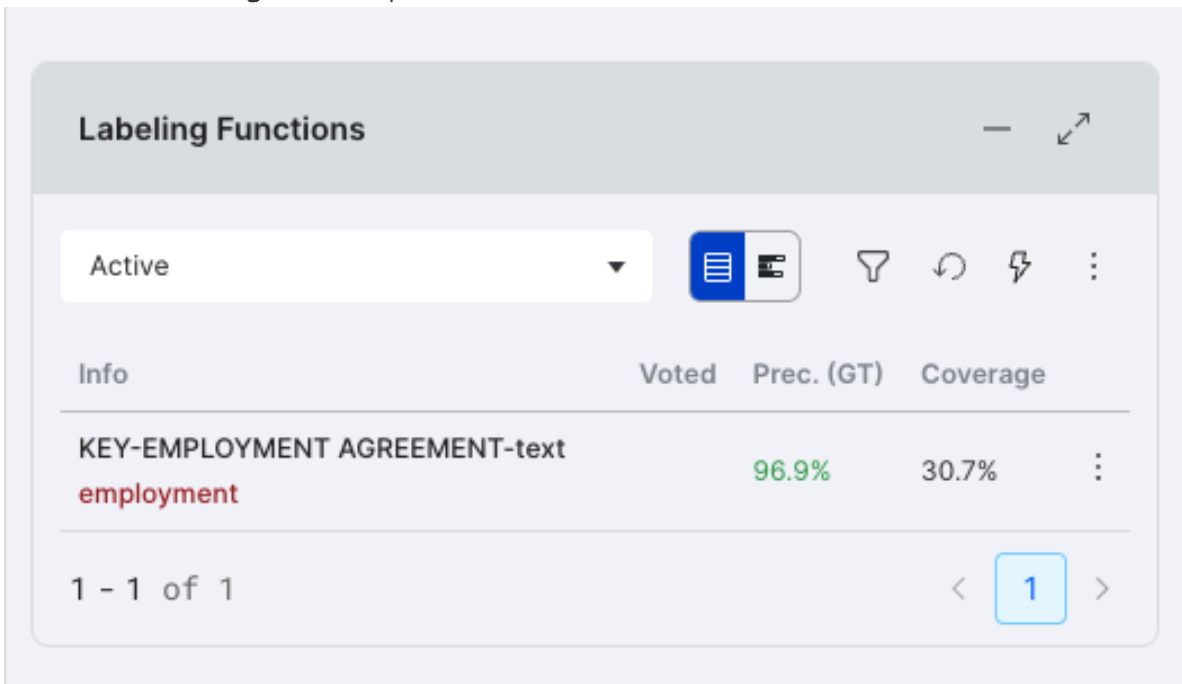 Labeling Functions
Active
Info Voted Prec. (GT) Coverage
KEY-EMPLOYMENT AGREEMENT-text
employment
96.9% 30.7%
1 - 1 of 1
1